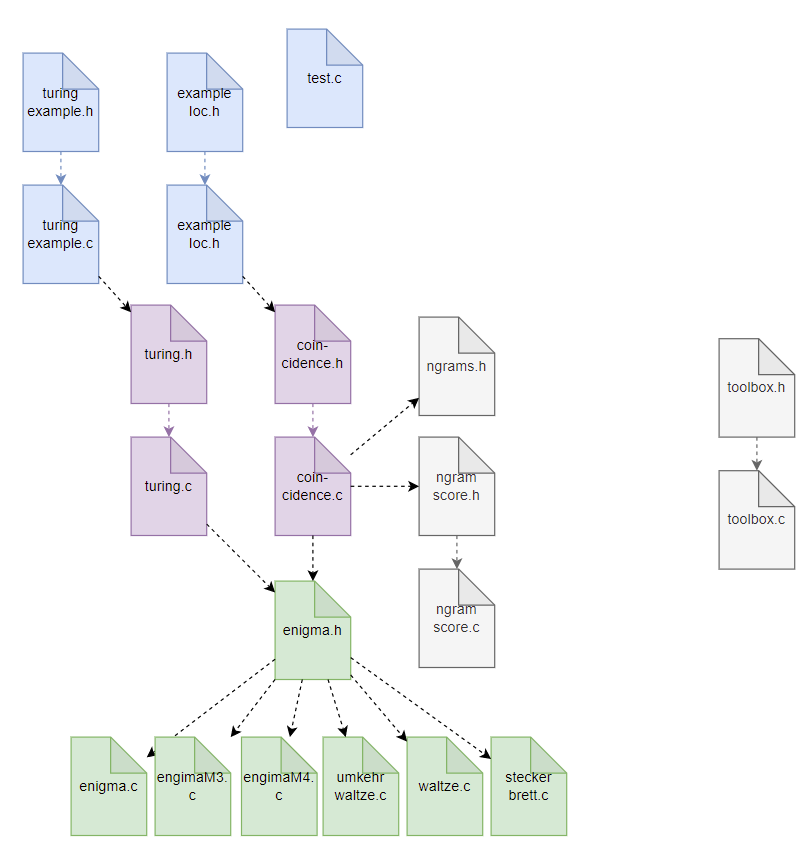 test.c
turing
example.h
example
loc.h
turing
example.c
example
loc.h
turing.h
coin-
cidence.h
ngrams.h
toolbox.h
turing.c
coin-
cidence.c
ngram
score.h
toolbox.c
enigma.h
ngram
score.c
enigma.c
engimaM3.
c
engimaM4.
c
umkehr
waltze.c
waltze.c
stecker
brett.c